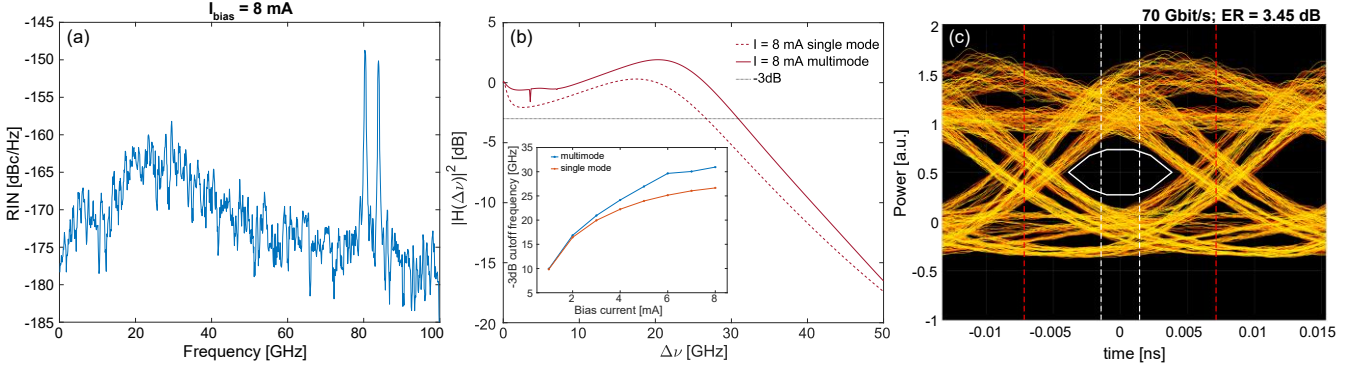 I_bias = 8 mA
(a)
-145
-150
-155
-160
-165
-170
-175
-180
-185
RIN [dBc/Hz]
0 20 40 60 80 100
Frequency [GHz]
(b)
5
0
-5
-10
-15
-20
|H(Δν)|² [dB]
I = 8 mA single mode
I = 8 mA multimode
-3dB
35
30
25
20
15
10
5
-3dB cutoff frequency [GHz]
multimode
single mode
2 4 6 8
Bias current [mA]
0 10 20 30 40 50
Δν [GHz]
70 Gbit/s; ER = 3.45 dB
(c)
2
1.5
1
0.5
0
-0.5
-1
Power [a.u.]
-0.01 -0.005 0 0.005 0.01 0.015
time [ns]